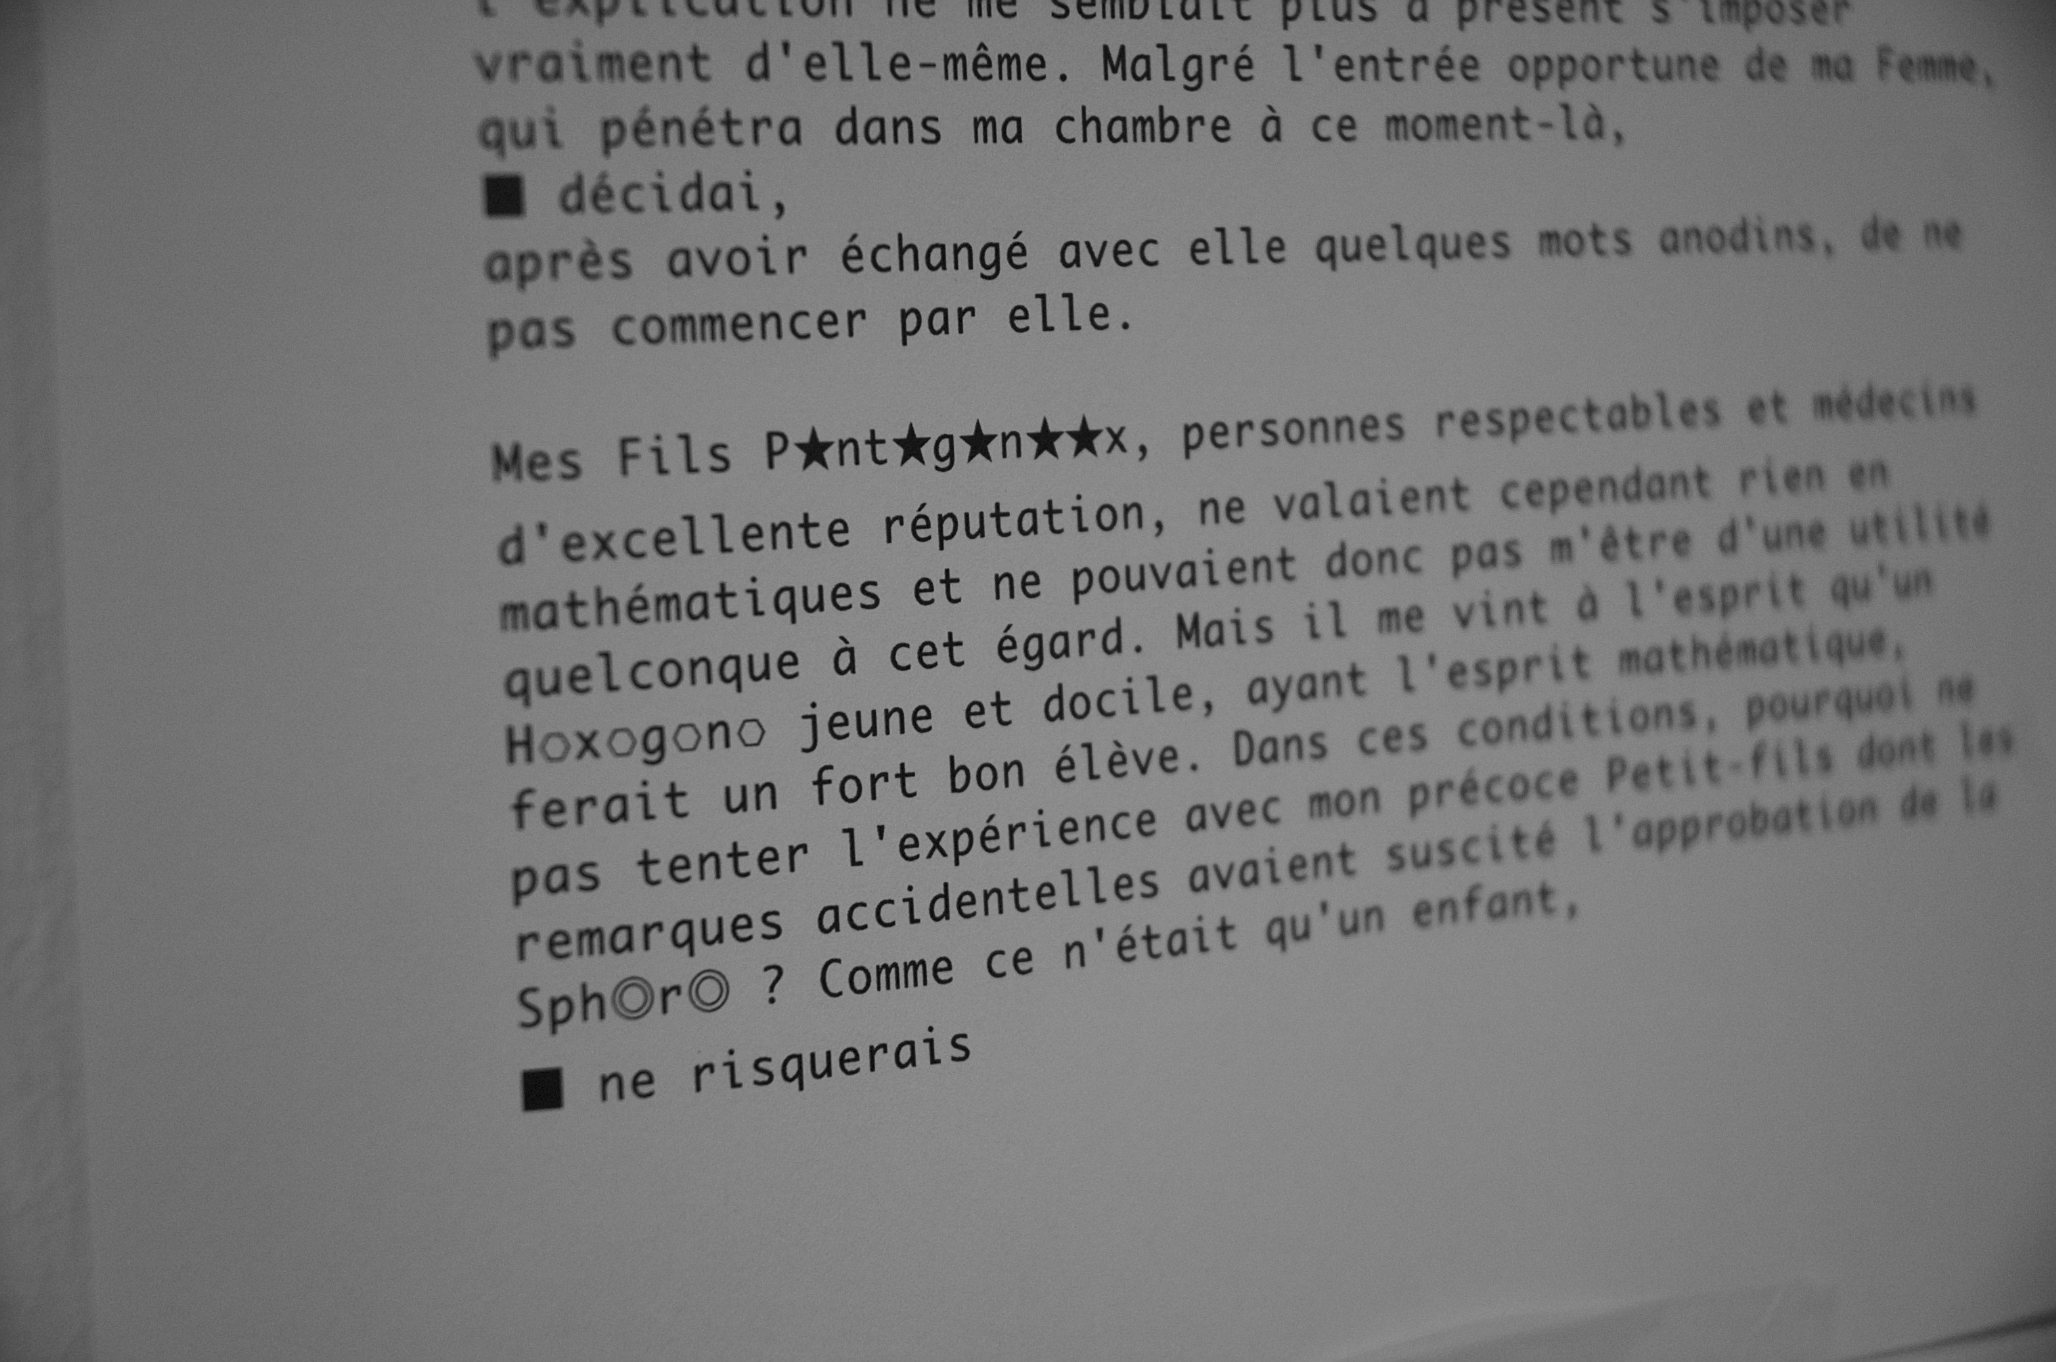 l'explication ne me semblait plus à présent s'imposer
vraiment d'elle-même. Malgré l'entrée opportune de ma Femme,
qui pénétra dans ma chambre à ce moment-là,
■ décidai,
après avoir échangé avec elle quelques mots anodins, de ne
pas commencer par elle.
Mes Fils P★nt★g★n★★x, personnes respectables et médecins
d'excellente réputation, ne valaient cependant rien en
mathématiques et ne pouvaient donc pas m'être d'une utilité
quelconque à cet égard. Mais il me vint à l'esprit qu'un
H⎔x⎔g⎔n⎔ jeune et docile, ayant l'esprit mathématique,
ferait un fort bon élève. Dans ces conditions, pourquoi ne
pas tenter l'expérience avec mon précoce Petit-fils dont les
remarques accidentelles avaient suscité l'approbation de la
Sph◎r◎ ? Comme ce n'était qu'un enfant,
■ ne risquerais